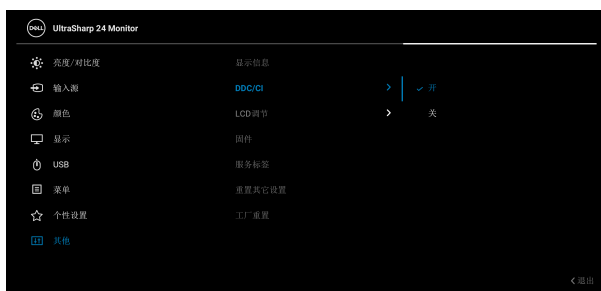 DELL UltraSharp 24 Monitor
亮度/对比度 显示信息
输入源 DDC/CI 开
颜色 LCD调节 关
显示 固件
USB 服务标签
菜单 重置其它设置
个性设置 工厂重置
其他
退出